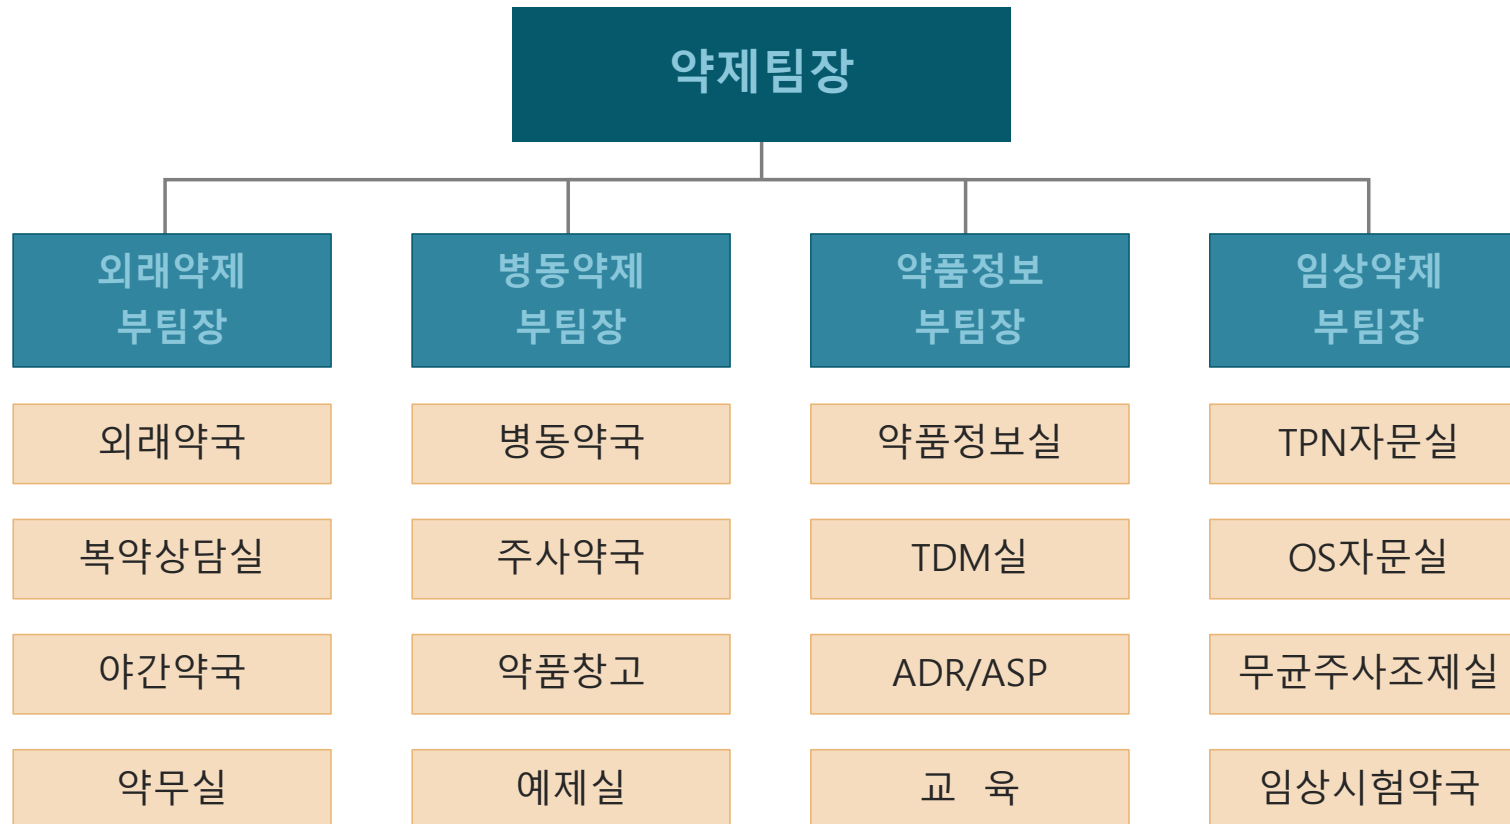 약제팀장
외래약제
부팀장
병동약제
부팀장
약품정보
부팀장
임상약제
부팀장
외래약국
병동약국
약품정보실
TPN자문실
복약상담실
주사약국
TDM실
OS자문실
야간약국
약품창고
ADR/ASP
무균주사조제실
약무실
예제실
교 육
임상시험약국